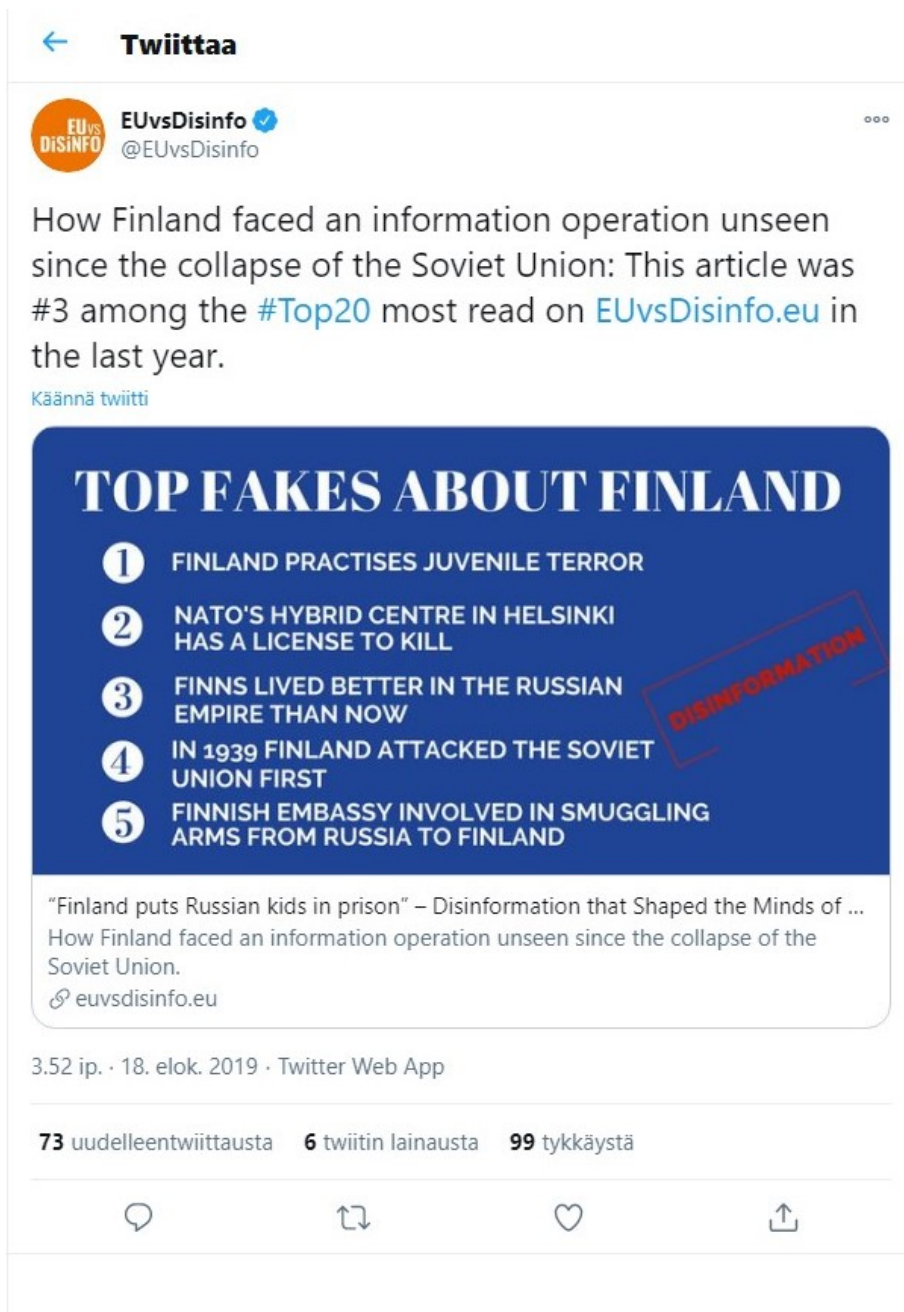 Twiittaa
EUvsDisinfo
@EUvsDisinfo
EUvs
DiSiNFO
How Finland faced an information operation unseen
since the collapse of the Soviet Union: This article was
#3 among the #Top20 most read on EUvsDisinfo.eu in
the last year.
Käännä twiitti
TOP FAKES ABOUT FINLAND
1 FINLAND PRACTISES JUVENILE TERROR
2 NATO'S HYBRID CENTRE IN HELSINKI
HAS A LICENSE TO KILL
3 FINNS LIVED BETTER IN THE RUSSIAN
EMPIRE THAN NOW
4 IN 1939 FINLAND ATTACKED THE SOVIET
UNION FIRST
5 FINNISH EMBASSY INVOLVED IN SMUGGLING
ARMS FROM RUSSIA TO FINLAND
DISINFORMATION
“Finland puts Russian kids in prison” – Disinformation that Shaped the Minds of ...
How Finland faced an information operation unseen since the collapse of the
Soviet Union.
euvsdisinfo.eu
3.52 ip. · 18. elok. 2019 · Twitter Web App
73 uudelleentwiittausta 6 twiitin lainausta 99 tykkäystä